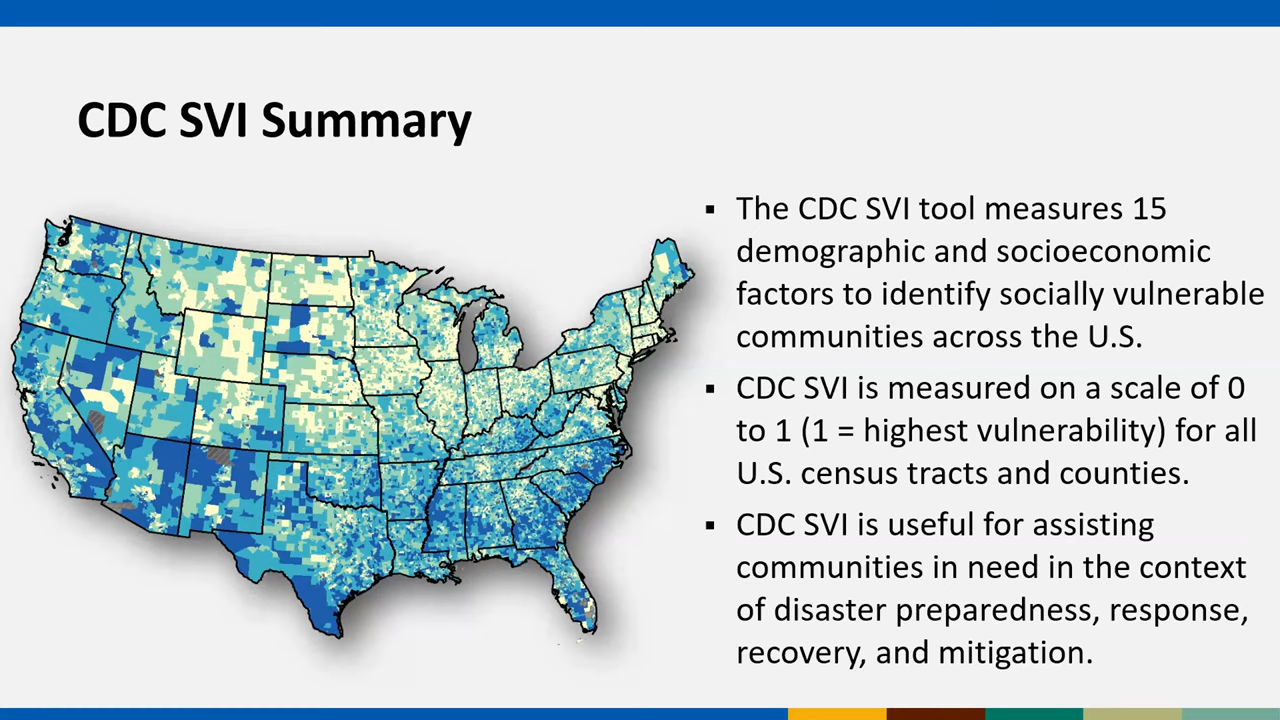 CDC SVI Summary
▪ The CDC SVI tool measures 15
demographic and socioeconomic
factors to identify socially vulnerable
communities across the U.S.
▪ CDC SVI is measured on a scale of 0
to 1 (1 = highest vulnerability) for all
U.S. census tracts and counties.
▪ CDC SVI is useful for assisting
communities in need in the context
of disaster preparedness, response,
recovery, and mitigation.